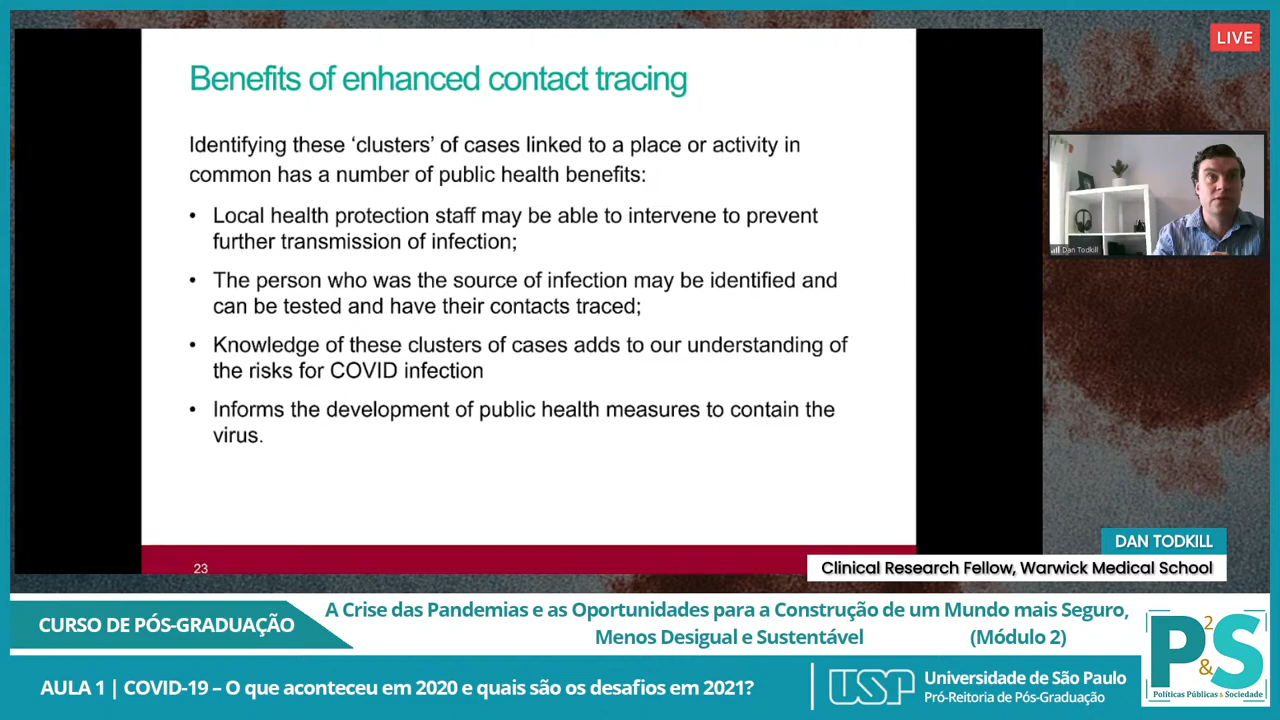 LIVE
Benefits of enhanced contact tracing
Identifying these ‘clusters’ of cases linked to a place or activity in
common has a number of public health benefits:
• Local health protection staff may be able to intervene to prevent
further transmission of infection;
• The person who was the source of infection may be identified and
can be tested and have their contacts traced;
• Knowledge of these clusters of cases adds to our understanding of
the risks for COVID infection
• Informs the development of public health measures to contain the
virus.
23
Dan Todkill
DAN TODKILL
Clinical Research Fellow, Warwick Medical School
CURSO DE PÓS-GRADUAÇÃO
A Crise das Pandemias e as Oportunidades para a Construção de um Mundo mais Seguro,
Menos Desigual e Sustentável (Módulo 2)
AULA 1 | COVID-19 – O que aconteceu em 2020 e quais são os desafios em 2021?
USP
Universidade de São Paulo
Pró-Reitoria de Pós-Graduação
P2&S
Políticas Públicas & Sociedade